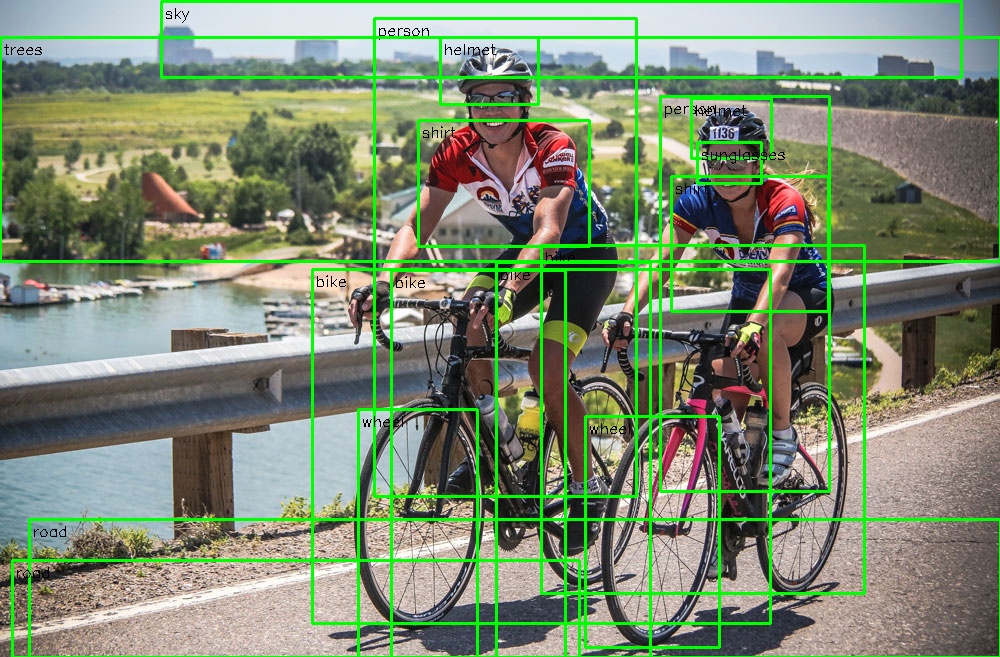 sky
trees
person
helmet
person
helmet
1136
shirt
sunglasses
shirt
bike
bike
bike
bike
wheel
wheel
road
road